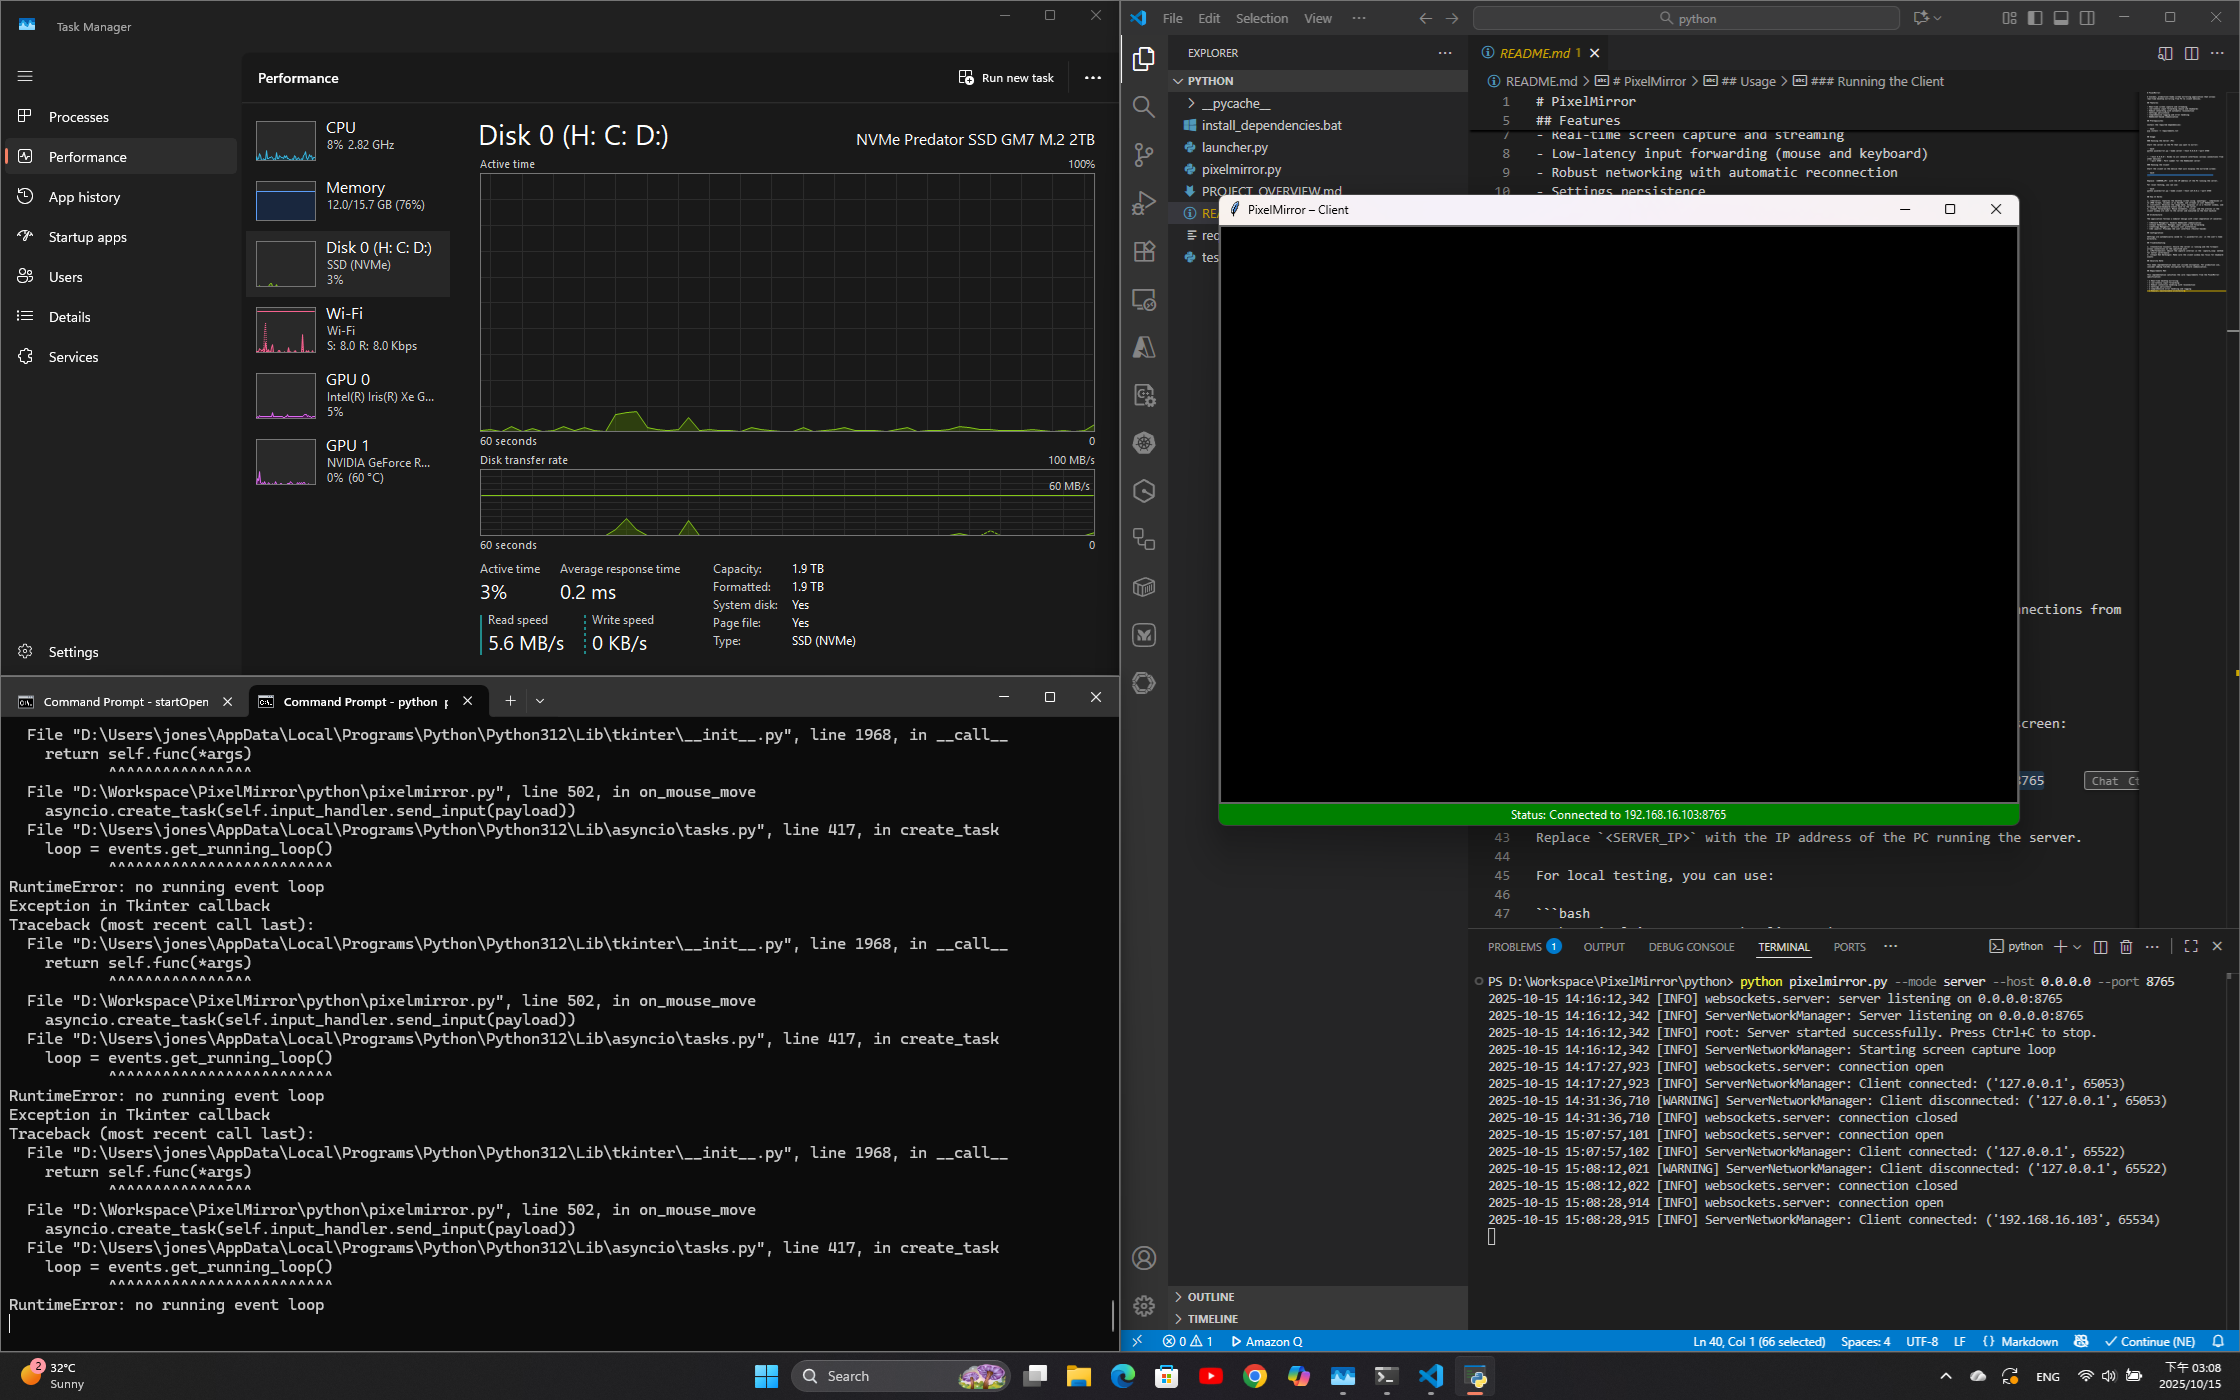 Task Manager
Processes
Performance
App history
Startup apps
Users
Details
Services
Settings
Performance
Run new task
CPU
8% 2.82 GHz
Memory
12.0/15.7 GB (76%)
Disk 0 (H: C: D:)
SSD (NVMe)
3%
Wi-Fi
Wi-Fi
S: 8.0 R: 8.0 Kbps
GPU 0
Intel(R) Iris(R) Xe G...
5%
GPU 1
NVIDIA GeForce R...
0% (60 °C)
Disk 0 (H: C: D:)
NVMe Predator SSD GM7 M.2 2TB
Active time
100%
60 seconds
0
Disk transfer rate
100 MB/s
60 MB/s
60 seconds
0
Active time
3%
Average response time
0.2 ms
Read speed
5.6 MB/s
Write speed
0 KB/s
Capacity: 1.9 TB
Formatted: 1.9 TB
System disk: Yes
Page file: Yes
Type: SSD (NVMe)
Command Prompt - startOpen
Command Prompt - python p
File "D:\Users\jones\AppData\Local\Programs\Python\Python312\Lib\tkinter\__init__.py", line 1968, in __call__
return self.func(*args)
^^^^^^^^^^^^^^^^
File "D:\Workspace\PixelMirror\python\pixelmirror.py", line 502, in on_mouse_move
asyncio.create_task(self.input_handler.send_input(payload))
File "D:\Users\jones\AppData\Local\Programs\Python\Python312\Lib\asyncio\tasks.py", line 417, in create_task
loop = events.get_running_loop()
^^^^^^^^^^^^^^^^^^^^^^^^^
RuntimeError: no running event loop
Exception in Tkinter callback
Traceback (most recent call last):
File "D:\Users\jones\AppData\Local\Programs\Python\Python312\Lib\tkinter\__init__.py", line 1968, in __call__
return self.func(*args)
^^^^^^^^^^^^^^^^
File "D:\Workspace\PixelMirror\python\pixelmirror.py", line 502, in on_mouse_move
asyncio.create_task(self.input_handler.send_input(payload))
File "D:\Users\jones\AppData\Local\Programs\Python\Python312\Lib\asyncio\tasks.py", line 417, in create_task
loop = events.get_running_loop()
^^^^^^^^^^^^^^^^^^^^^^^^^
RuntimeError: no running event loop
Exception in Tkinter callback
Traceback (most recent call last):
File "D:\Users\jones\AppData\Local\Programs\Python\Python312\Lib\tkinter\__init__.py", line 1968, in __call__
return self.func(*args)
^^^^^^^^^^^^^^^^
File "D:\Workspace\PixelMirror\python\pixelmirror.py", line 502, in on_mouse_move
asyncio.create_task(self.input_handler.send_input(payload))
File "D:\Users\jones\AppData\Local\Programs\Python\Python312\Lib\asyncio\tasks.py", line 417, in create_task
loop = events.get_running_loop()
^^^^^^^^^^^^^^^^^^^^^^^^^
RuntimeError: no running event loop
File Edit Selection View ···
python
EXPLORER
PYTHON
__pycache__
install_dependencies.bat
launcher.py
pixelmirror.py
PROJECT_OVERVIEW.md
REA
req
tes
OUTLINE
TIMELINE
README.md 1
README.md > # PixelMirror > ## Usage > ### Running the Client
1 # PixelMirror
5 ## Features
7 - Real-time screen capture and streaming
8 - Low-latency input forwarding (mouse and keyboard)
9 - Robust networking with automatic reconnection
10 - Settings persistence
nnections from
creen:
8765
Chat Ct
43 Replace `<SERVER_IP>` with the IP address of the PC running the server.
44
45 For local testing, you can use:
46
47 ```bash
PixelMirror – Client
Status: Connected to 192.168.16.103:8765
PROBLEMS 1 OUTPUT DEBUG CONSOLE TERMINAL PORTS ···
python
PS D:\Workspace\PixelMirror\python> python pixelmirror.py --mode server --host 0.0.0.0 --port 8765
2025-10-15 14:16:12,342 [INFO] websockets.server: server listening on 0.0.0.0:8765
2025-10-15 14:16:12,342 [INFO] ServerNetworkManager: Server listening on 0.0.0.0:8765
2025-10-15 14:16:12,342 [INFO] root: Server started successfully. Press Ctrl+C to stop.
2025-10-15 14:16:12,342 [INFO] ServerNetworkManager: Starting screen capture loop
2025-10-15 14:17:27,923 [INFO] websockets.server: connection open
2025-10-15 14:17:27,923 [INFO] ServerNetworkManager: Client connected: ('127.0.0.1', 65053)
2025-10-15 14:31:36,710 [WARNING] ServerNetworkManager: Client disconnected: ('127.0.0.1', 65053)
2025-10-15 14:31:36,710 [INFO] websockets.server: connection closed
2025-10-15 15:07:57,101 [INFO] websockets.server: connection open
2025-10-15 15:07:57,102 [INFO] ServerNetworkManager: Client connected: ('127.0.0.1', 65522)
2025-10-15 15:08:12,021 [WARNING] ServerNetworkManager: Client disconnected: ('127.0.0.1', 65522)
2025-10-15 15:08:12,022 [INFO] websockets.server: connection closed
2025-10-15 15:08:28,914 [INFO] websockets.server: connection open
2025-10-15 15:08:28,915 [INFO] ServerNetworkManager: Client connected: ('192.168.16.103', 65534)
0 1 Amazon Q
Ln 40, Col 1 (66 selected) Spaces: 4 UTF-8 LF {} Markdown Continue (NE)
2 32°C
Sunny
Search
ENG
下午 03:08
2025/10/15